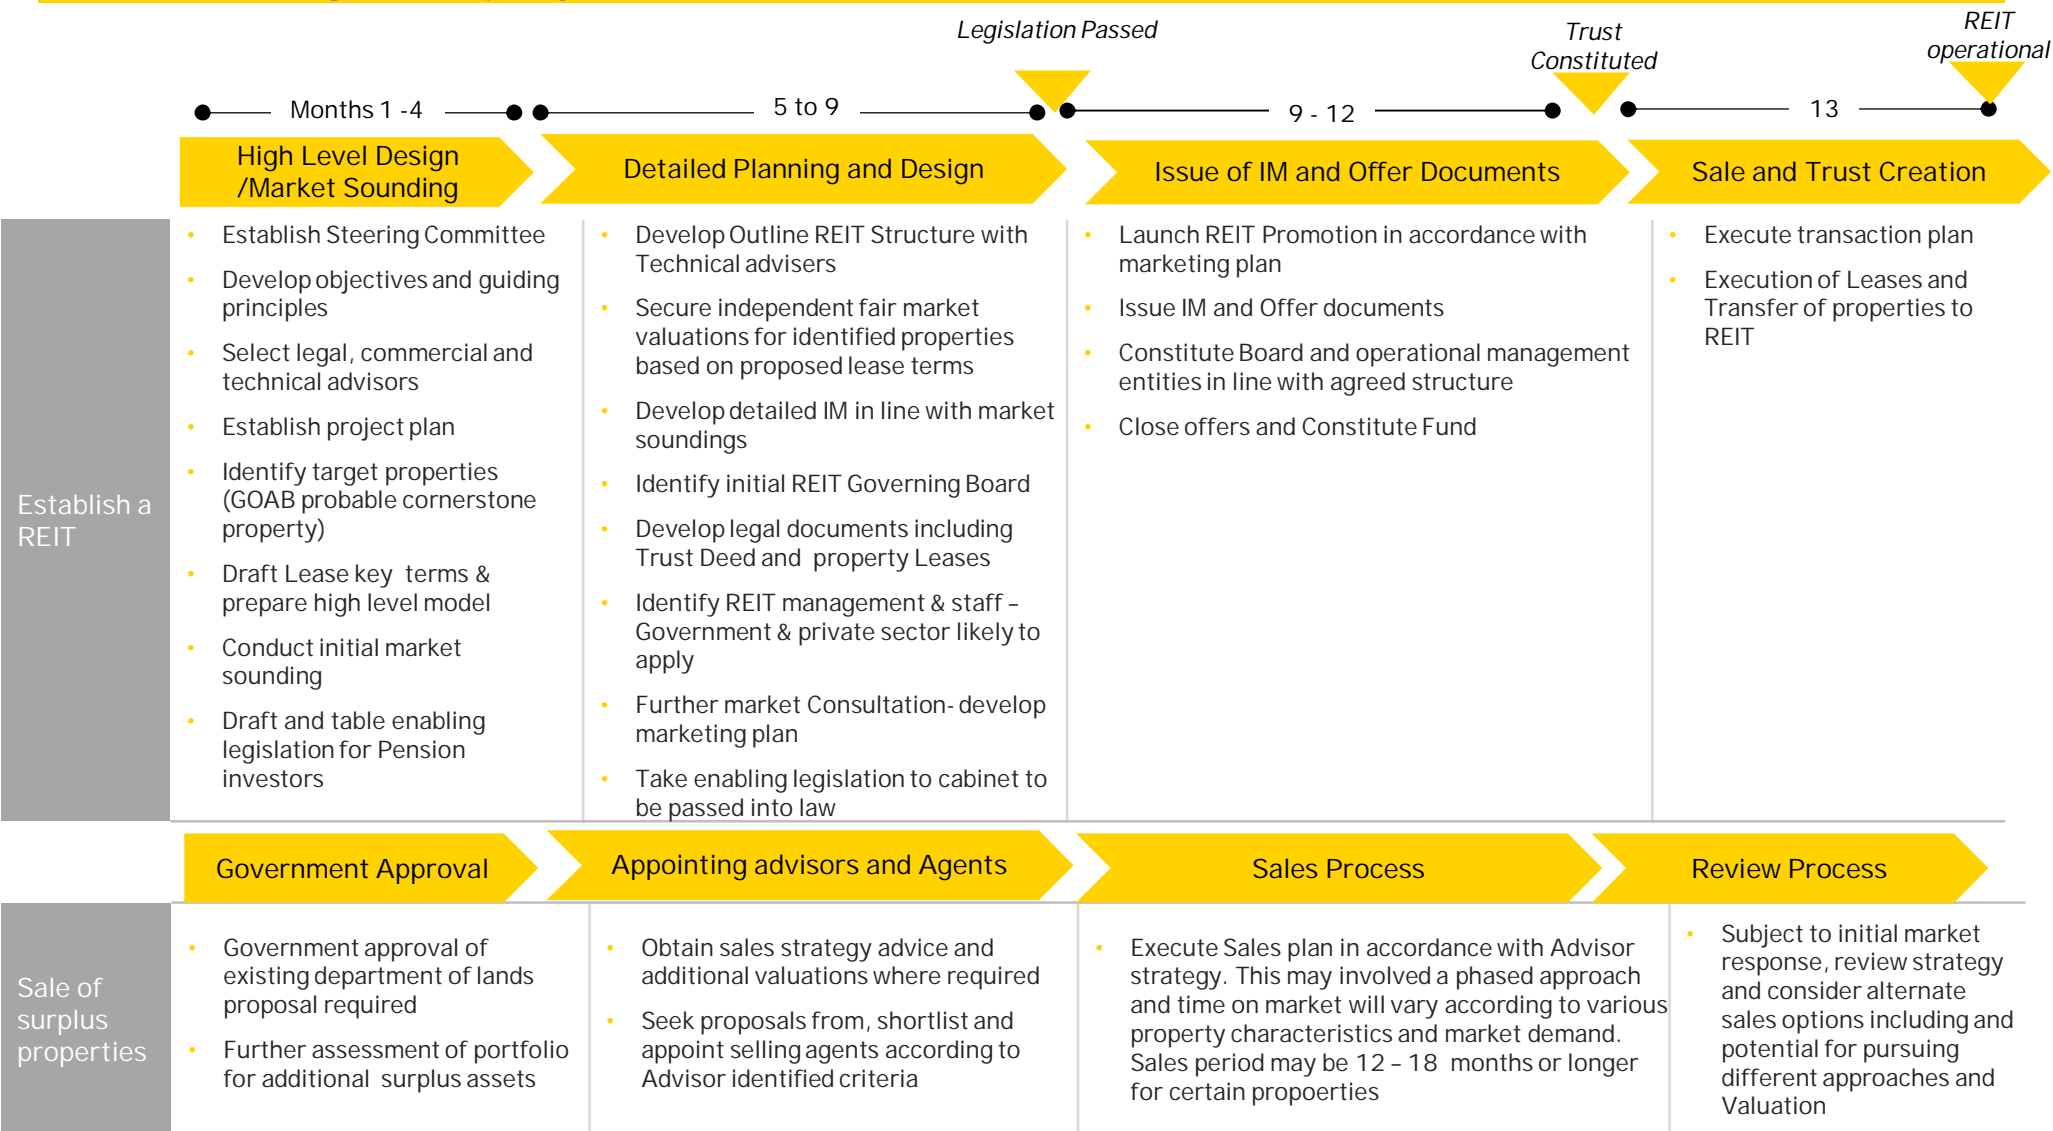 Legislation Passed
Trust
Constituted
REIT
operational
Months 1 -4
5 to 9
9 - 12
13
High Level Design
/Market Sounding
Detailed Planning and Design
Issue of IM and Offer Documents
Sale and Trust Creation
Establish a
REIT
• Establish Steering Committee
• Develop objectives and guiding
principles
• Select legal, commercial and
technical advisors
• Establish project plan
• Identify target properties
(GOAB probable cornerstone
property)
• Draft Lease key terms &
prepare high level model
• Conduct initial market
sounding
• Draft and table enabling
legislation for Pension
investors
• Develop Outline REIT Structure with
Technical advisers
• Secure independent fair market
valuations for identified properties
based on proposed lease terms
• Develop detailed IM in line with market
soundings
• Identify initial REIT Governing Board
• Develop legal documents including
Trust Deed and property Leases
• Identify REIT management & staff –
Government & private sector likely to
apply
• Further market Consultation- develop
marketing plan
• Take enabling legislation to cabinet to
be passed into law
• Launch REIT Promotion in accordance with
marketing plan
• Issue IM and Offer documents
• Constitute Board and operational management
entities in line with agreed structure
• Close offers and Constitute Fund
• Execute transaction plan
• Execution of Leases and
Transfer of properties to
REIT
Government Approval
Appointing advisors and Agents
Sales Process
Review Process
Sale of
surplus
properties
• Government approval of
existing department of lands
proposal required
• Further assessment of portfolio
for additional surplus assets
• Obtain sales strategy advice and
additional valuations where required
• Seek proposals from, shortlist and
appoint selling agents according to
Advisor identified criteria
• Execute Sales plan in accordance with Advisor
strategy. This may involved a phased approach
and time on market will vary according to various
property characteristics and market demand.
Sales period may be 12 – 18 months or longer
for certain propoerties
• Subject to initial market
response, review strategy
and consider alternate
sales options including and
potential for pursuing
different approaches and
Valuation